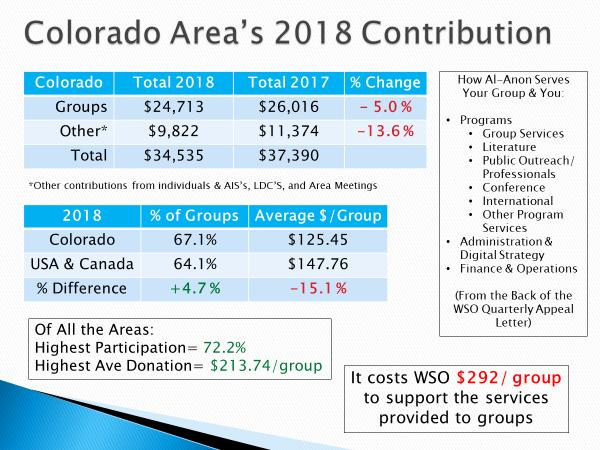 Colorado Area's 2018 Contribution
Colorado Total 2018 Total 2017 % Change
Groups $24,713 $26,016 - 5.0%
Other* $9,822 $11,374 -13.6%
Total $34,535 $37,390
*Other contributions from individuals & AIS's, LDC'S, and Area Meetings
2018 % of Groups Average $/Group
Colorado 67.1% $125.45
USA & Canada 64.1% $147.76
% Difference +4.7% -15.1%
Of All the Areas:
Highest Participation= 72.2%
Highest Ave Donation= $213.74/group
How Al-Anon Serves
Your Group & You:
• Programs
• Group Services
• Literature
• Public Outreach/
Professionals
• Conference
• International
• Other Program
Services
• Administration &
Digital Strategy
• Finance & Operations
(From the Back of the
WSO Quarterly Appeal
Letter)
It costs WSO $292/ group
to support the services
provided to groups